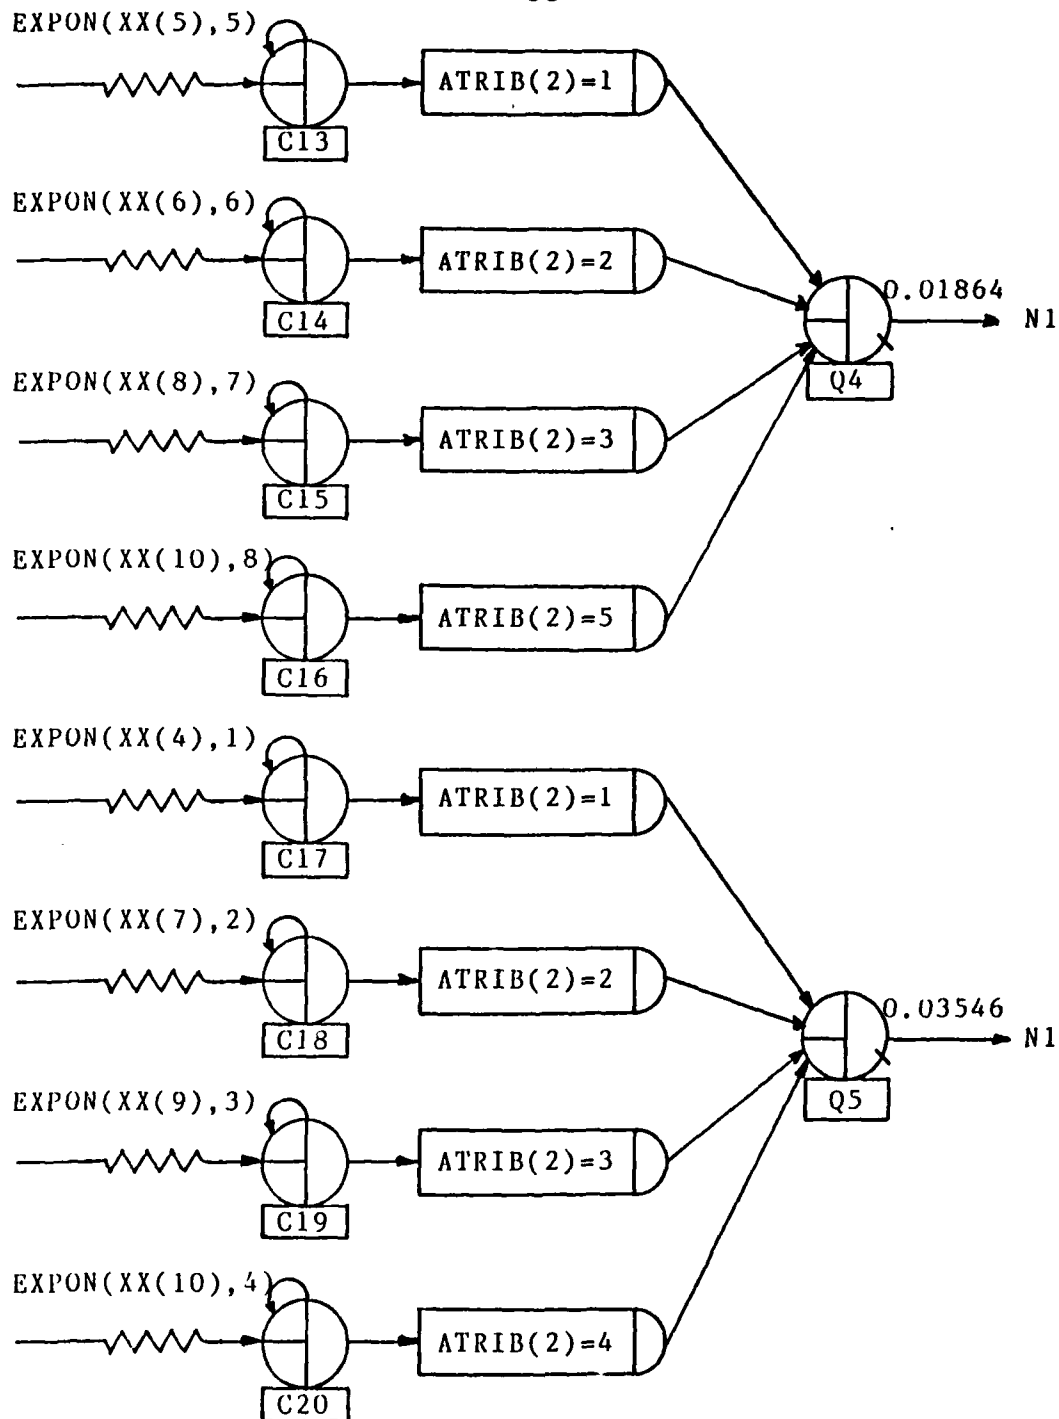 EXPON(XX(5),5)
ATRIB(2)=1
C13
EXPON(XX(6),6)
ATRIB(2)=2
C14
EXPON(XX(8),7)
ATRIB(2)=3
C15
EXPON(XX(10),8)
ATRIB(2)=5
C16
0.01864
N1
Q4
EXPON(XX(4),1)
ATRIB(2)=1
C17
EXPON(XX(7),2)
ATRIB(2)=2
C18
EXPON(XX(9),3)
ATRIB(2)=3
C19
EXPON(XX(10),4)
ATRIB(2)=4
C20
0.03546
N1
Q5